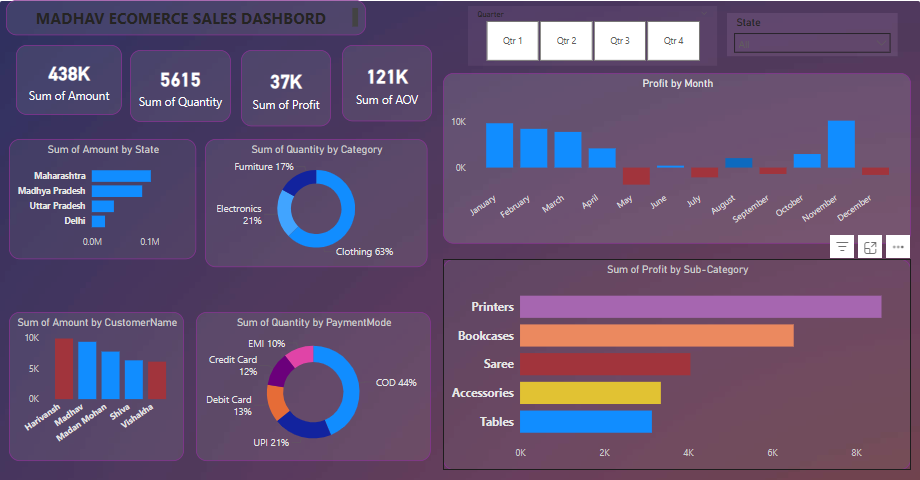 MADHAV ECOMERCE SALES DASHBORD
Quarter
Qtr 1
Qtr 2
Qtr 3
Qtr 4
State
438K
Sum of Amount
5615
Sum of Quantity
37K
Sum of Profit
121K
Sum of AOV
Profit by Month
10K
0K
January
February
March
April
May
June
July
August
September
October
November
December
Sum of Amount by State
Maharashtra
Madhya Pradesh
Uttar Pradesh
Delhi
0.0M
0.1M
Sum of Quantity by Category
Furniture 17%
Electronics
21%
Clothing 63%
Sum of Amount by CustomerName
10K
5K
0K
Harivansh
Madhav
Madan Mohan
Shiva
Vishakha
Sum of Quantity by PaymentMode
EMI 10%
Credit Card
12%
Debit Card
13%
UPI 21%
COD 44%
Sum of Profit by Sub-Category
Printers
Bookcases
Saree
Accessories
Tables
0K
2K
4K
6K
8K